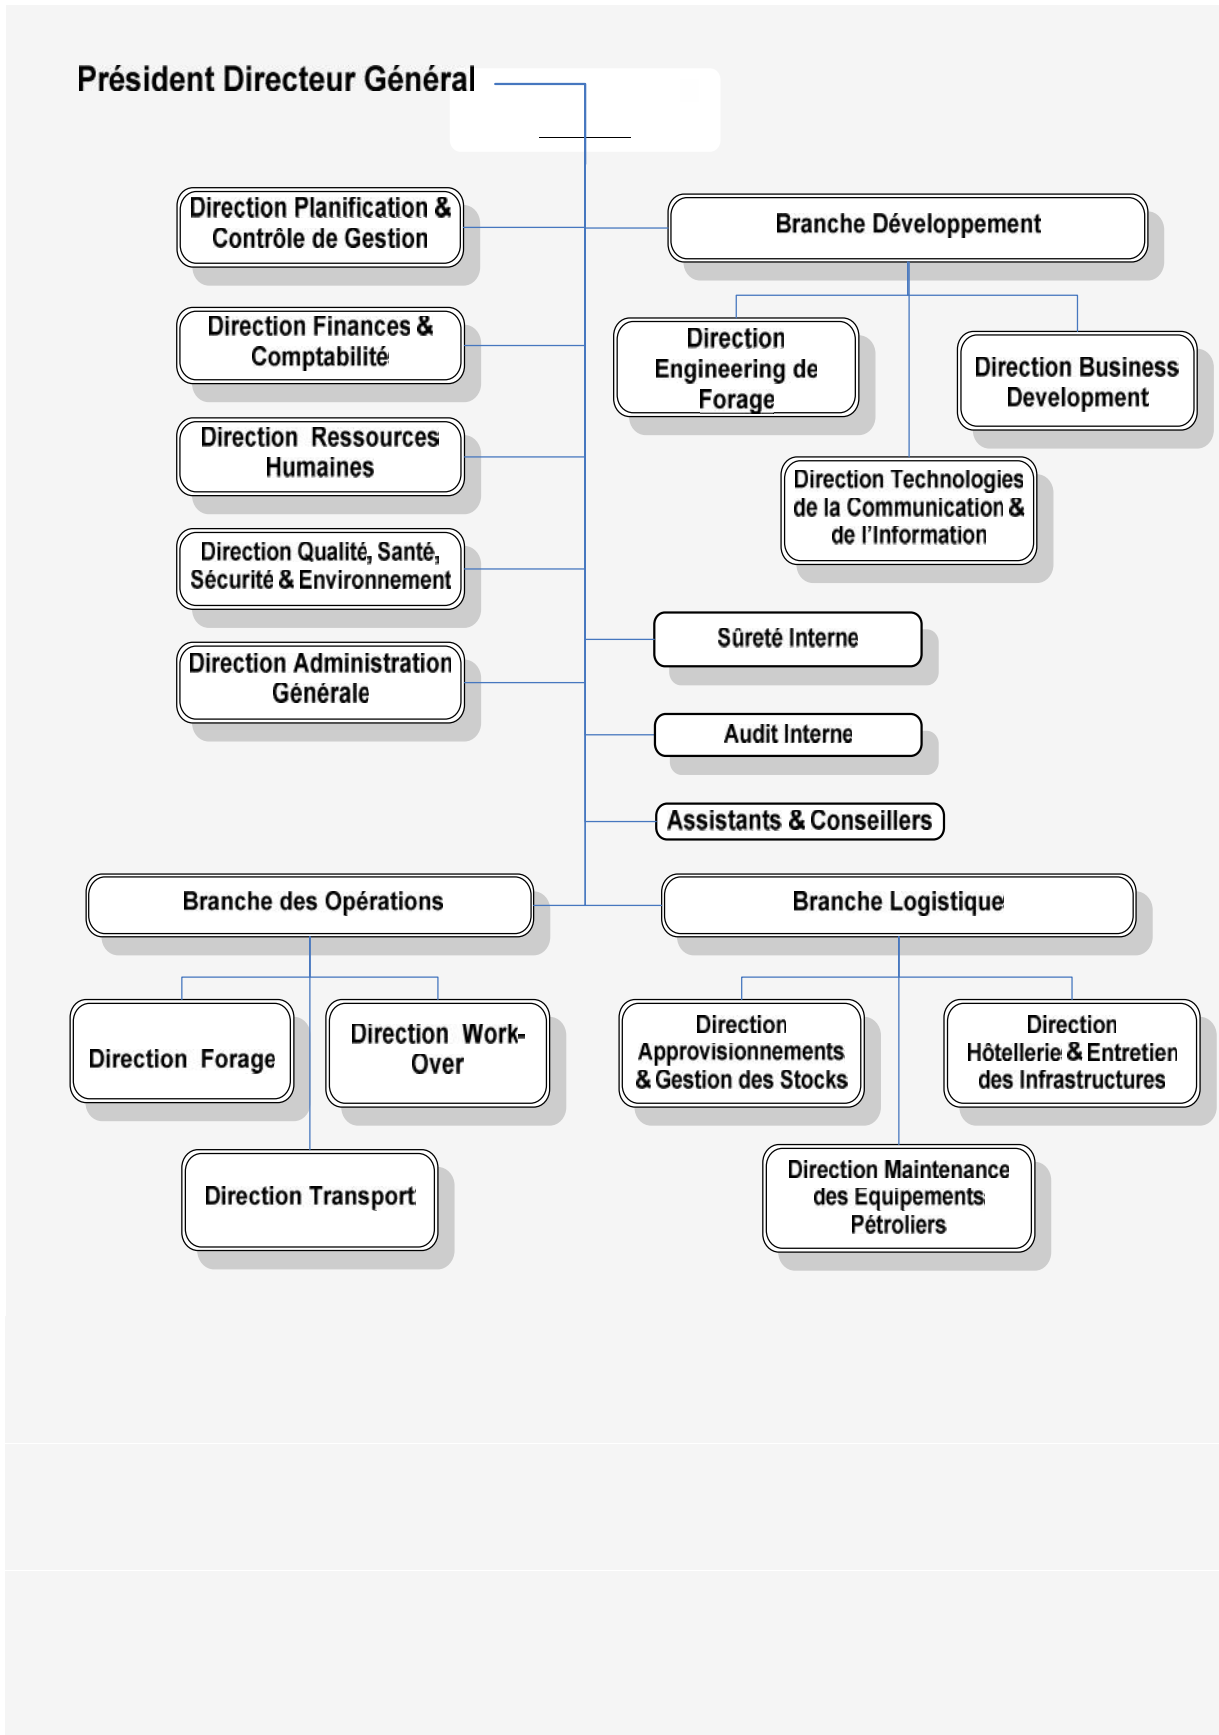 Président Directeur Général
Direction Planification &
Contrôle de Gestion
Branche Développement
Direction Finances &
Comptabilité
Direction
Engineering de
Forage
Direction Business
Development
Direction Ressources
Humaines
Direction Technologies
de la Communication &
de l'Information
Direction Qualité, Santé,
Sécurité & Environnement
Sûreté Interne
Direction Administration
Générale
Audit Interne
Assistants & Conseillers
Branche des Opérations
Branche Logistique
Direction Forage
Direction Work-
Over
Direction
Approvisionnements
& Gestion des Stocks
Direction
Hôtellerie & Entretien
des Infrastructures
Direction Transport
Direction Maintenance
des Equipements
Pétroliers